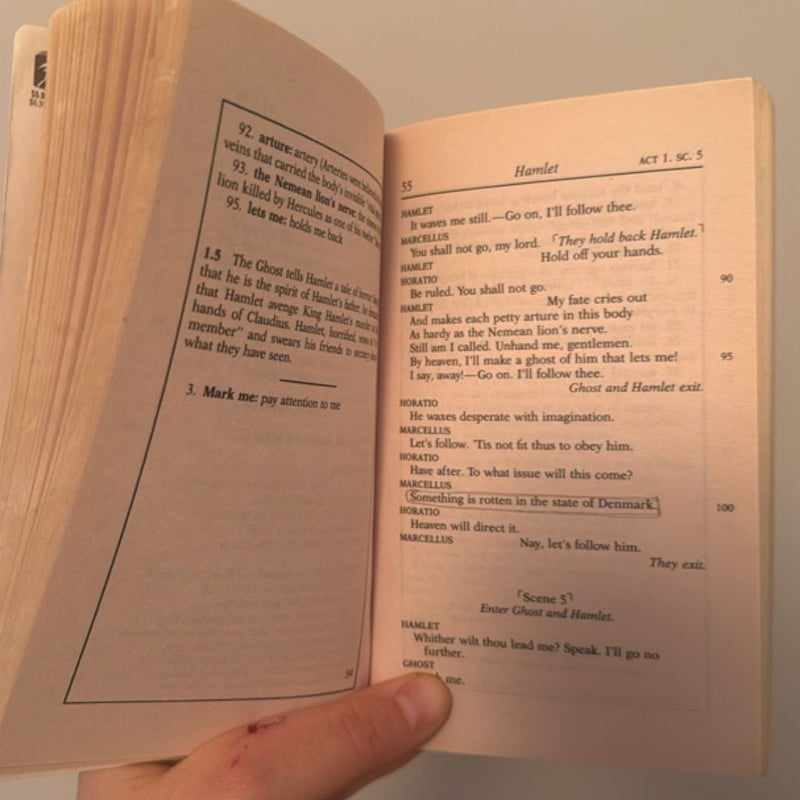 $5.9
$6.9
92. arture: artery (Arteries were believed
veins that carried the body's invisible
93. the Nemean lion's nerve: the
lion killed by Hercules as one of his twelve
95. lets me: holds me back
1.5 The Ghost tells Hamlet a tale of horror.
that he is the spirit of Hamlet's father, he
that Hamlet avenge King Hamlet's murder at
hands of Claudius. Hamlet, horrified, vows to
member" and swears his friends to secrecy
what they have seen.
3. Mark me: pay attention to me
54
55 Hamlet ACT 1. SC. 5
HAMLET
It waves me still.—Go on, I'll follow thee.
MARCELLUS
You shall not go, my lord. ⌜They hold back Hamlet.⌝
HAMLET Hold off your hands.
HORATIO
Be ruled. You shall not go. 90
HAMLET My fate cries out
And makes each petty arture in this body
As hardy as the Nemean lion's nerve.
Still am I called. Unhand me, gentlemen.
By heaven, I'll make a ghost of him that lets me! 95
I say, away!—Go on. I'll follow thee.
Ghost and Hamlet exit.
HORATIO
He waxes desperate with imagination.
MARCELLUS
Let's follow. 'Tis not fit thus to obey him.
HORATIO
Have after. To what issue will this come?
MARCELLUS
Something is rotten in the state of Denmark. 100
HORATIO
Heaven will direct it.
MARCELLUS Nay, let's follow him.
They exit.
⌜Scene 5⌝
Enter Ghost and Hamlet.
HAMLET
Whither wilt thou lead me? Speak. I'll go no
further.
GHOST
me.